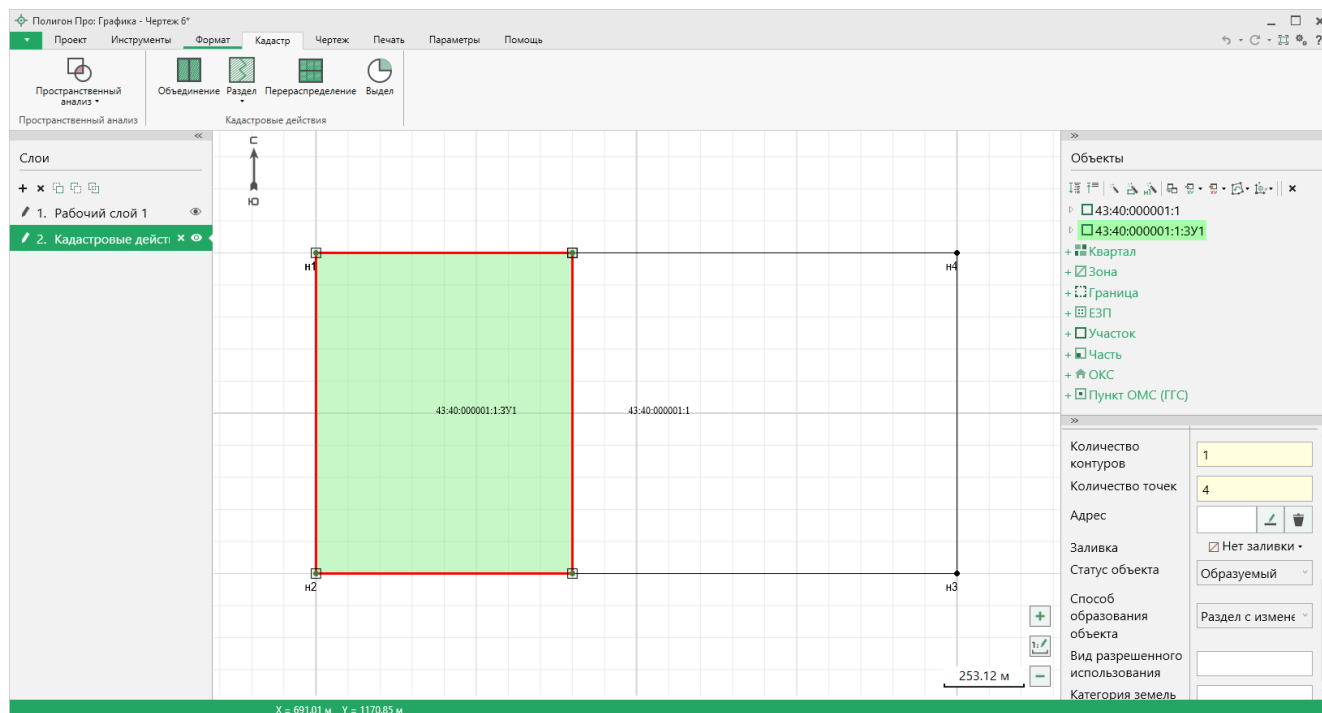 Полигон Про: Графика - Чертеж 6*
Проект Инструменты Формат Кадастр Чертеж Печать Параметры Помощь
Пространственный анализ
Объединение Раздел Перераспределение Выдел
Пространственный анализ Кадастровые действия
Слои
1. Рабочий слой 1
2. Кадастровые дейст
С
Ю
н1
н4
43:40:000001:1:ЗУ1
43:40:000001:1
н2
н3
253.12 м
Объекты
43:40:000001:1
43:40:000001:1:ЗУ1
Квартал
Зона
Граница
ЕЗП
Участок
Часть
ОКС
Пункт ОМС (ГГС)
Количество контуров 1
Количество точек 4
Адрес
Заливка Нет заливки
Статус объекта Образуемый
Способ образования объекта Раздел с измене
Вид разрешенного использования
Категория земель
X = 691.01 м Y = 1170.85 м